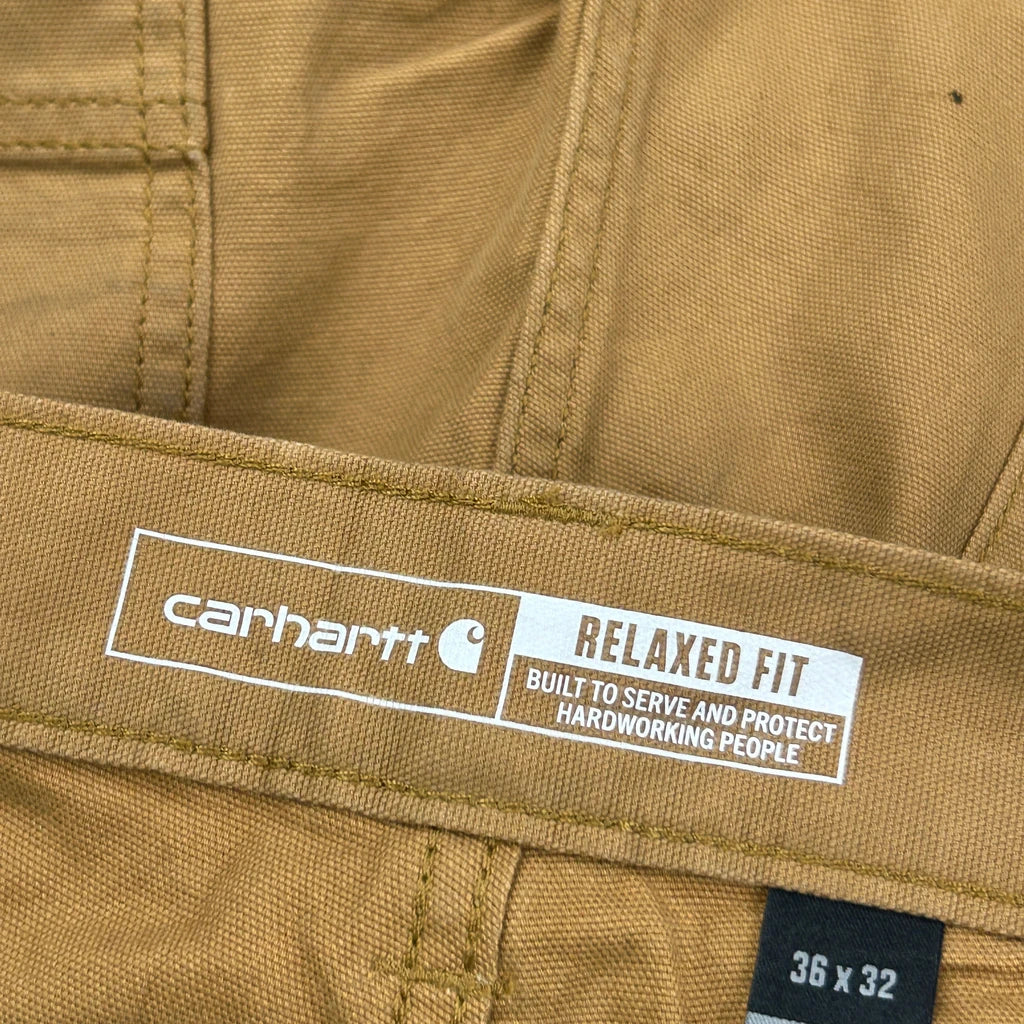 carhartt
RELAXED FIT
BUILT TO SERVE AND PROTECT
HARDWORKING PEOPLE
36 x 32